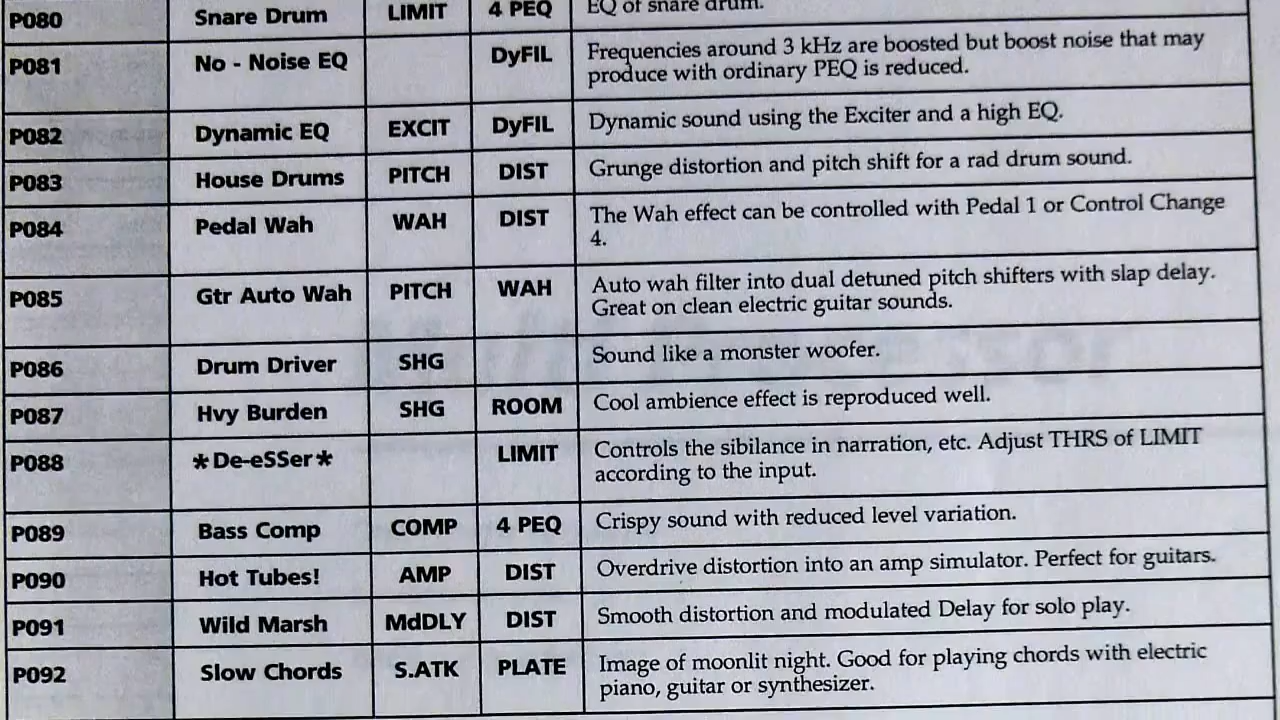 P080 Snare Drum LIMIT 4 PEQ EQ of snare drum.
P081 No - Noise EQ DyFIL Frequencies around 3 kHz are boosted but boost noise that may
produce with ordinary PEQ is reduced.
P082 Dynamic EQ EXCIT DyFIL Dynamic sound using the Exciter and a high EQ.
P083 House Drums PITCH DIST Grunge distortion and pitch shift for a rad drum sound.
P084 Pedal Wah WAH DIST The Wah effect can be controlled with Pedal 1 or Control Change
4.
P085 Gtr Auto Wah PITCH WAH Auto wah filter into dual detuned pitch shifters with slap delay.
Great on clean electric guitar sounds.
P086 Drum Driver SHG Sound like a monster woofer.
P087 Hvy Burden SHG ROOM Cool ambience effect is reproduced well.
P088 *De-eSSer* LIMIT Controls the sibilance in narration, etc. Adjust THRS of LIMIT
according to the input.
P089 Bass Comp COMP 4 PEQ Crispy sound with reduced level variation.
P090 Hot Tubes! AMP DIST Overdrive distortion into an amp simulator. Perfect for guitars.
P091 Wild Marsh MdDLY DIST Smooth distortion and modulated Delay for solo play.
P092 Slow Chords S.ATK PLATE Image of moonlit night. Good for playing chords with electric
piano, guitar or synthesizer.